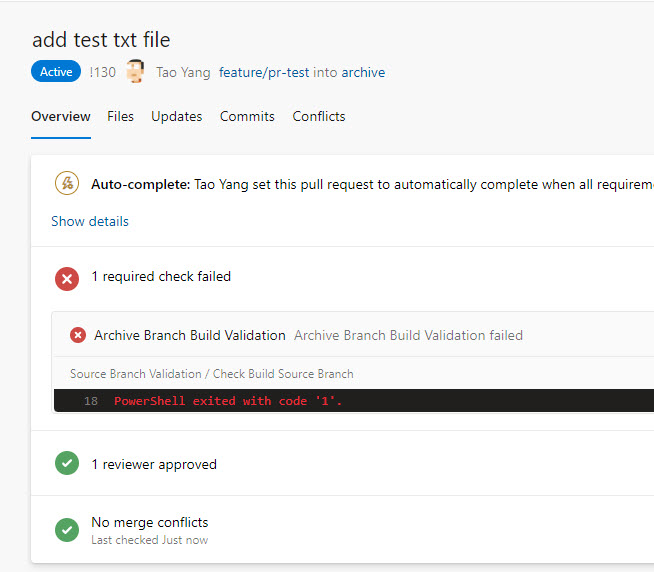 add test txt file
Active !130 Tao Yang feature/pr-test into archive
Overview Files Updates Commits Conflicts
Auto-complete: Tao Yang set this pull request to automatically complete when all
Show details
1 required check failed
Archive Branch Build Validation Archive Branch Build Validation failed
Source Branch Validation / Check Build Source Branch
18 PowerShell exited with code '1'.
1 reviewer approved
No merge conflicts
Last checked Just now